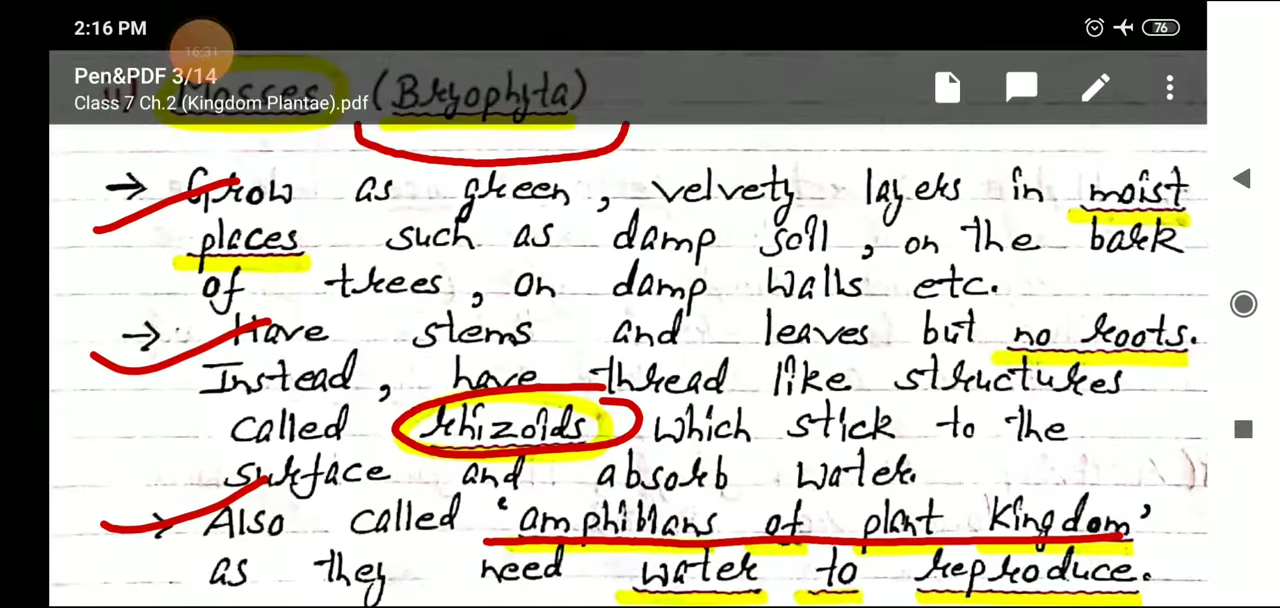 2:16 PM
76
16:31
Pen&PDF 3/14
Class 7 Ch.2 (Kingdom Plantae).pdf
Mosses (Bryophyta)
→ Grow as green, velvety layers in moist
places such as damp soil, on the bark
of trees, on damp walls etc.
→ Have stems and leaves but no roots.
Instead, have thread like structures
called rhizoids which stick to the
surface and absorb water.
→ Also called 'amphibians of plant Kingdom'
as they need water to reproduce.